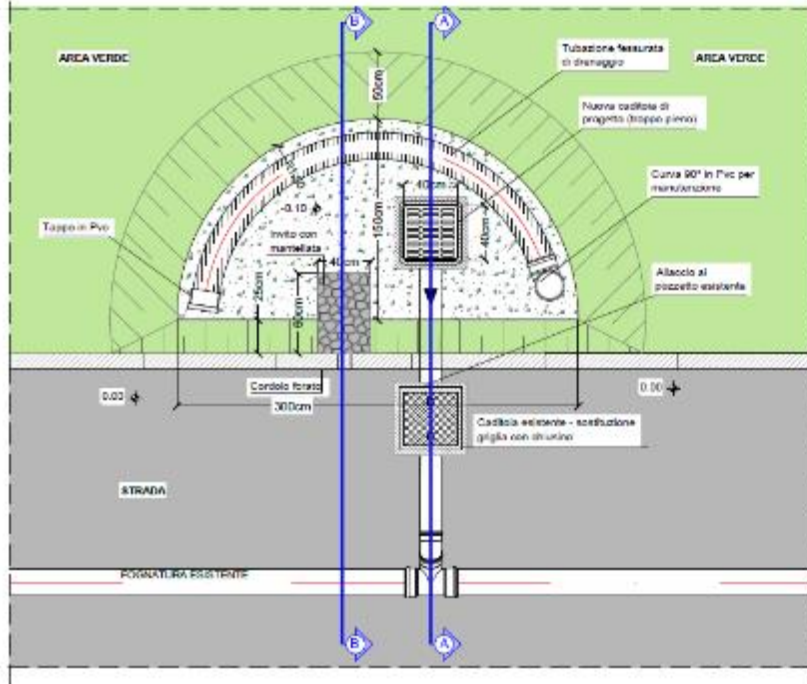 B
A
AREA VERDE
Tubazione fessurata
di drenaggio
AREA VERDE
50cm
Nuova caditoia di
progetto (troppo pieno)
Curva 90° in Pvc per
manutenzione
40cm
-0.10
150cm
40cm
Tappo in Pvc
Invito con
mantellata
40cm
Allaccio al
pozzetto esistente
25cm
60cm
0.00
Cordolo forato
0.00
300cm
Caditoia esistente - sostituzione
griglia con chiusino
STRADA
FOGNATURA ESISTENTE
B
A